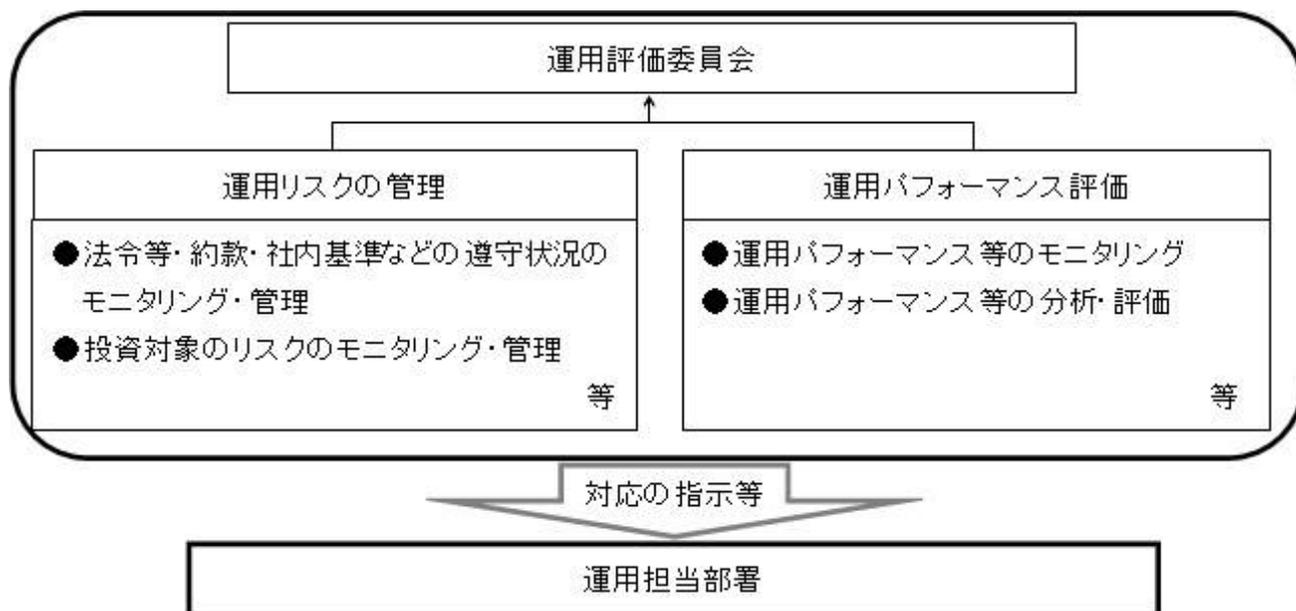 運用評価委員会
運用リスクの管理
●法令等・約款・社内基準などの遵守状況の
モニタリング・管理
●投資対象のリスクのモニタリング・管理
等
運用パフォーマンス評価
●運用パフォーマンス等のモニタリング
●運用パフォーマンス等の分析・評価
等
対応の指示等
運用担当部署